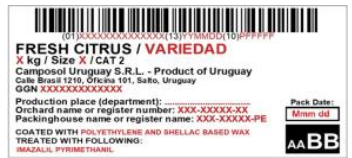 (01)XXXXXXXXXXXXXX(13)YYMMDD(10)PFFFFF
FRESH CITRUS / VARIEDAD
X kg / Size X / CAT 2
Camposol Uruguay S.R.L. - Product of Uruguay
Calle Brasil 1210, Oficina 101, Salto, Uruguay.
GGN XXXXXXXXXXXXX
Production place (department): ........................
Orchard name or register number: XXX-XXXXX-XX
Packinghouse name or register name: XXX-XXXXX-PE
COATED WITH POLYETHYLENE AND SHELLAC BASED WAX
TREATED WITH FOLLOWING:
IMAZALIL PYRIMETHANIL
Pack Date:
Mmm dd
AABB